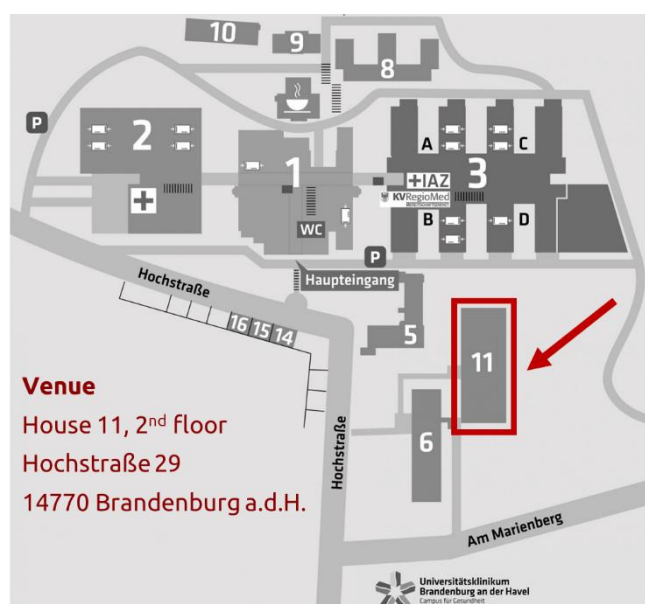 10
9
8
P
2
1
A
C
3
+IAZ
KVRegioMed
B
D
WC
P
Haupteingang
Hochstraße
16 15 14
5
11
6
Hochstraße
Am Marienberg
Venue
House 11, 2nd floor
Hochstraße 29
14770 Brandenburg a.d.H.
Universitätsklinikum
Brandenburg an der Havel
Campus für Gesundheit